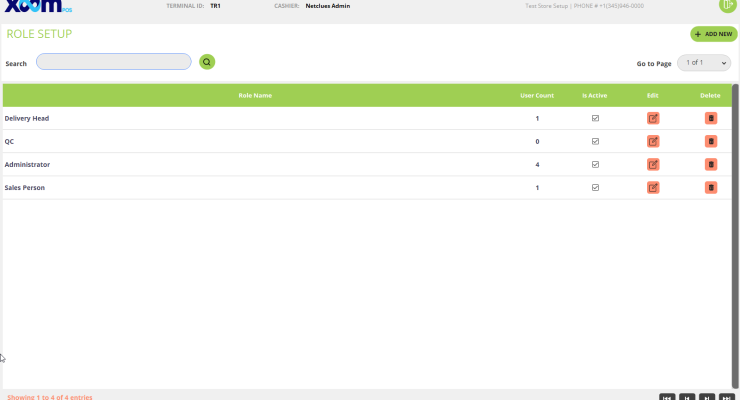 XOOM POS
TERMINAL ID: TR1 CASHIER: Netclues Admin Test Store Setup | PHONE # +1(345)646-0000
ROLE SETUP
+ ADD NEW
Search Go to Page 1 of 1
Role Name User Count Is Active Edit Delete
Delivery Head 1
QC 0
Administrator 4
Sales Person 1
Showing 1 to 4 of 4 entries